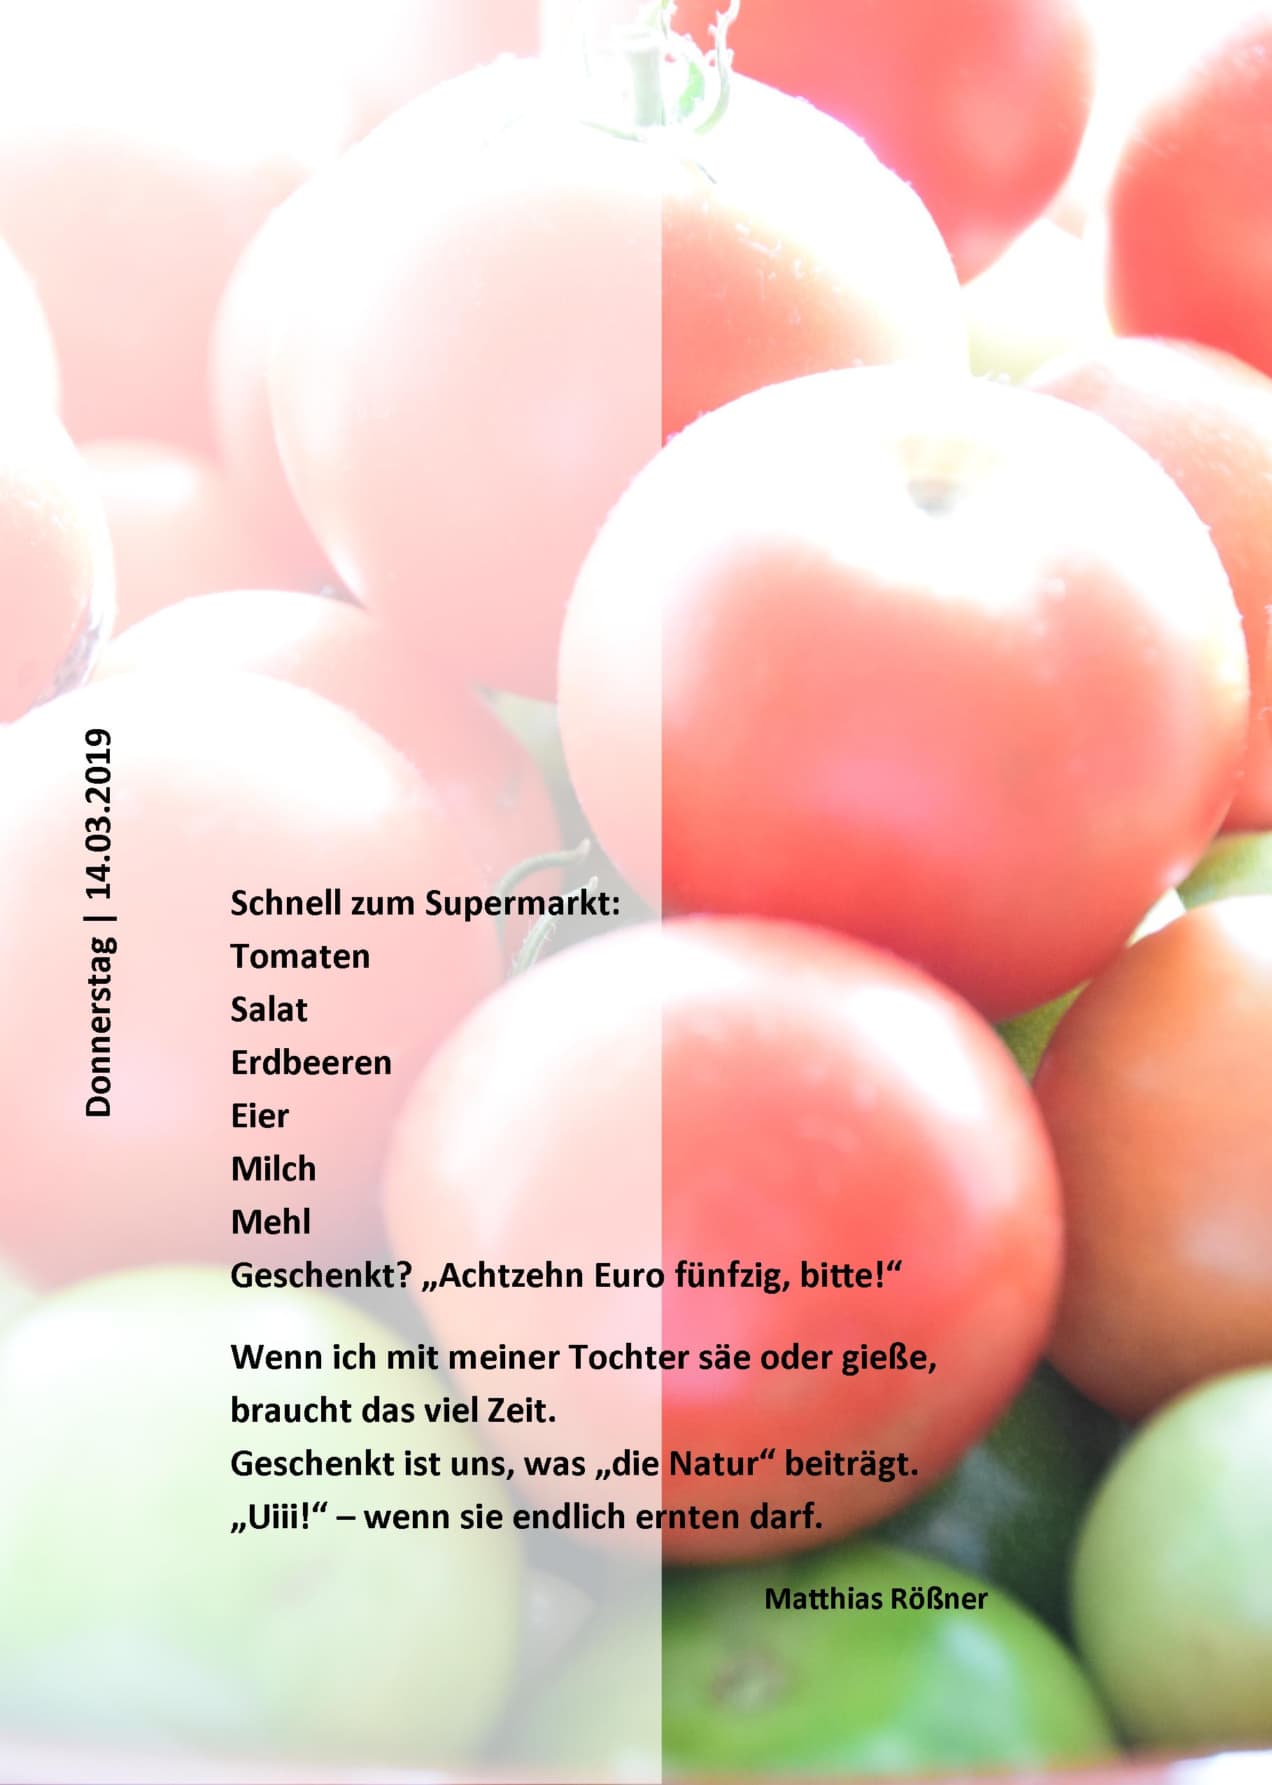 Donnerstag | 14.03.2019
Schnell zum Supermarkt:
Tomaten
Salat
Erdbeeren
Eier
Milch
Mehl
Geschenkt? „Achtzehn Euro fünfzig, bitte!“
Wenn ich mit meiner Tochter säe oder gieße,
braucht das viel Zeit.
Geschenkt ist uns, was „die Natur“ beiträgt.
„Uiii!“ – wenn sie endlich ernten darf.
Matthias Rößner